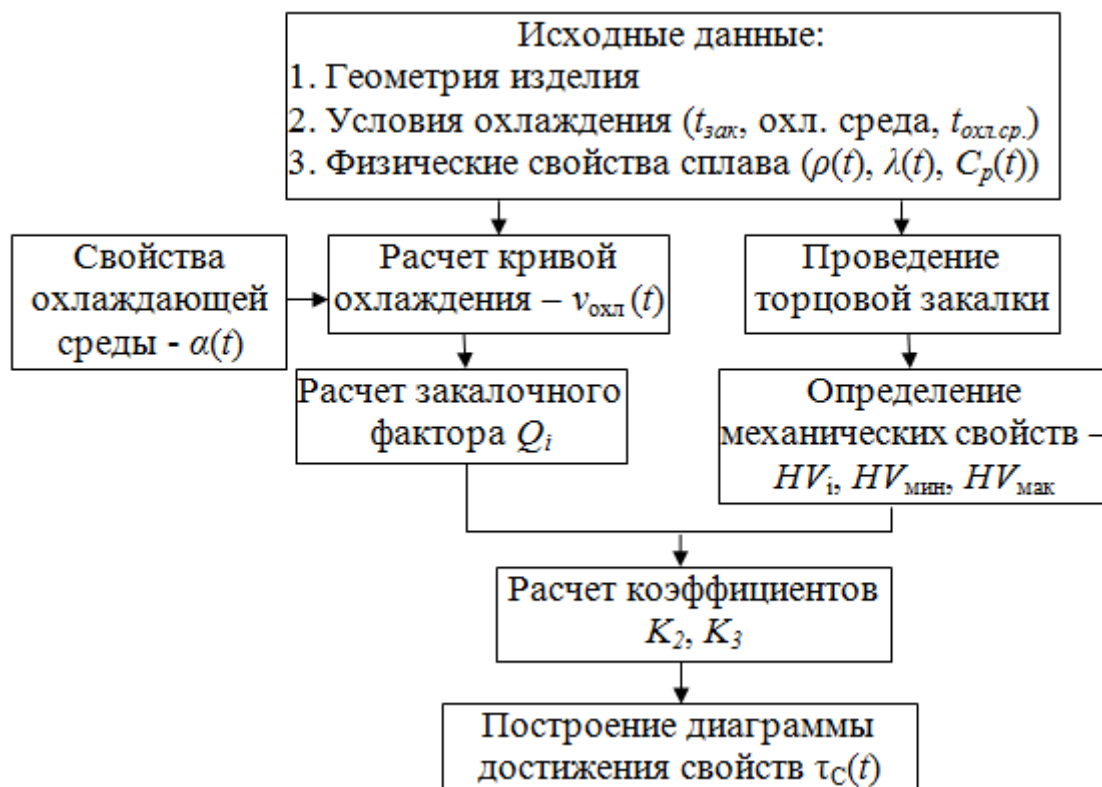 Исходные данные:
1. Геометрия изделия
2. Условия охлаждения (tзак, охл. среда, tохл.ср.)
3. Физические свойства сплава (ρ(t), λ(t), Cp(t))
Свойства
охлаждающей
среды - α(t)
Расчет кривой
охлаждения – vохл (t)
Проведение
торцовой закалки
Расчет закалочного
фактора Qi
Определение
механических свойств –
HVi, HVмин, HVмак
Расчет коэффициентов
K2, K3
Построение диаграммы
достижения свойств τC(t)